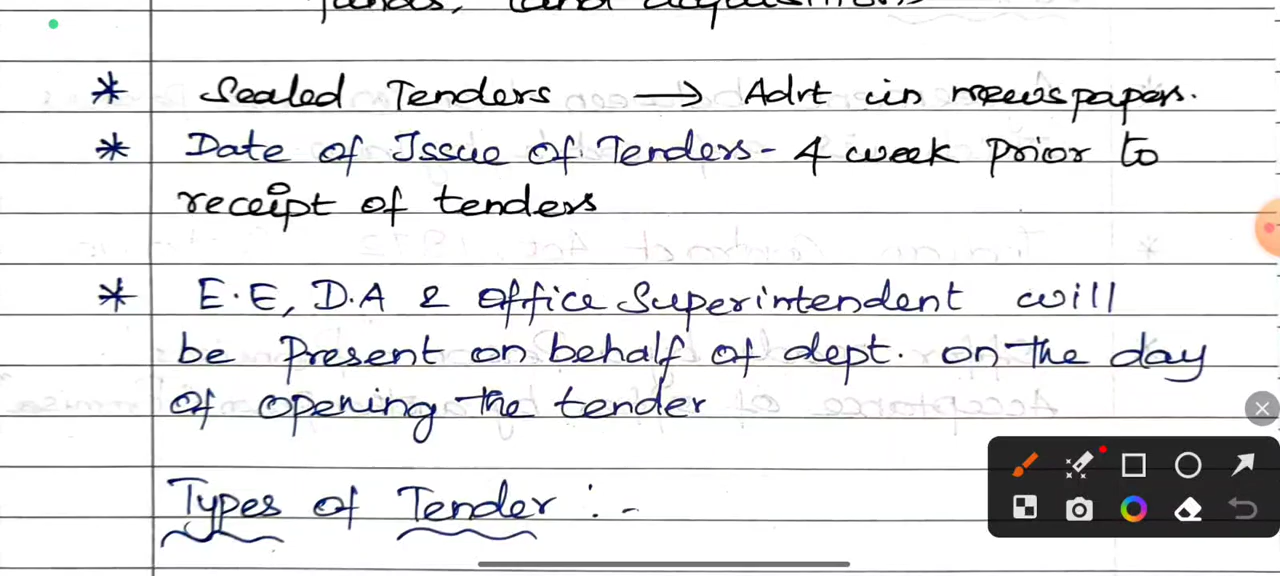 * Sealed Tenders → Advt in newspapers.
* Date of Issue of Tenders - 4 week prior to
receipt of tenders
* E.E, D.A & Office Superintendent will
be present on behalf of dept. on the day
of opening the tender
Types of Tender :-